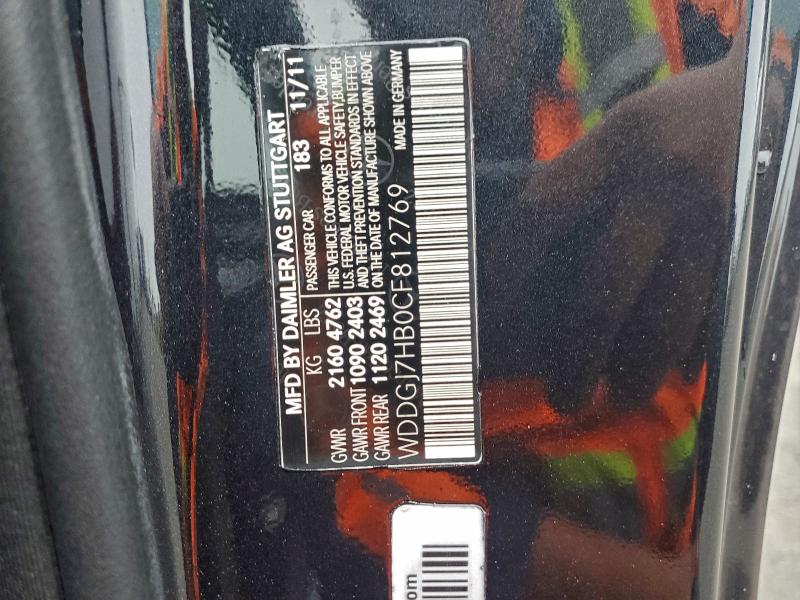 MFD BY DAIMLER AG STUTTGART
183 11/11
KG LBS PASSENGER CAR
GVWR 2160 4762 THIS VEHICLE CONFORMS TO ALL APPLICABLE
U.S. FEDERAL MOTOR VEHICLE SAFETY,BUMPER
GAWR FRONT 1090 2403 AND THEFT PREVENTION STANDARDS IN EFFECT
GAWR REAR 1120 2469 ON THE DATE OF MANUFACTURE SHOWN ABOVE
MADE IN GERMANY
WDDGJ7HB0CF812769